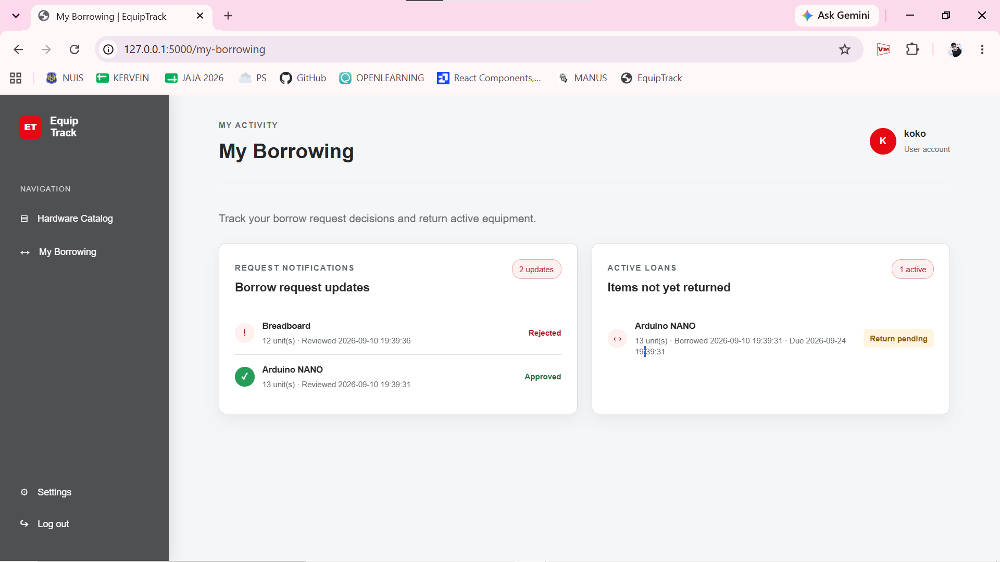 My Borrowing | EquipTrack
Ask Gemini
127.0.0.1:5000/my-borrowing
VM
NUIS
KERVEIN
JAJA 2026
PS
GitHub
OPENLEARNING
React Components,...
MANUS
EquipTrack
ET
Equip
Track
NAVIGATION
Hardware Catalog
My Borrowing
Settings
Log out
MY ACTIVITY
My Borrowing
K
koko
User account
Track your borrow request decisions and return active equipment.
REQUEST NOTIFICATIONS
2 updates
Borrow request updates
!
Breadboard
12 unit(s) · Reviewed 2026-09-10 19:39:36
Rejected
Arduino NANO
13 unit(s) · Reviewed 2026-09-10 19:39:31
Approved
ACTIVE LOANS
1 active
Items not yet returned
Arduino NANO
13 unit(s) · Borrowed 2026-09-10 19:39:31 · Due 2026-09-24
19:39:31
Return pending